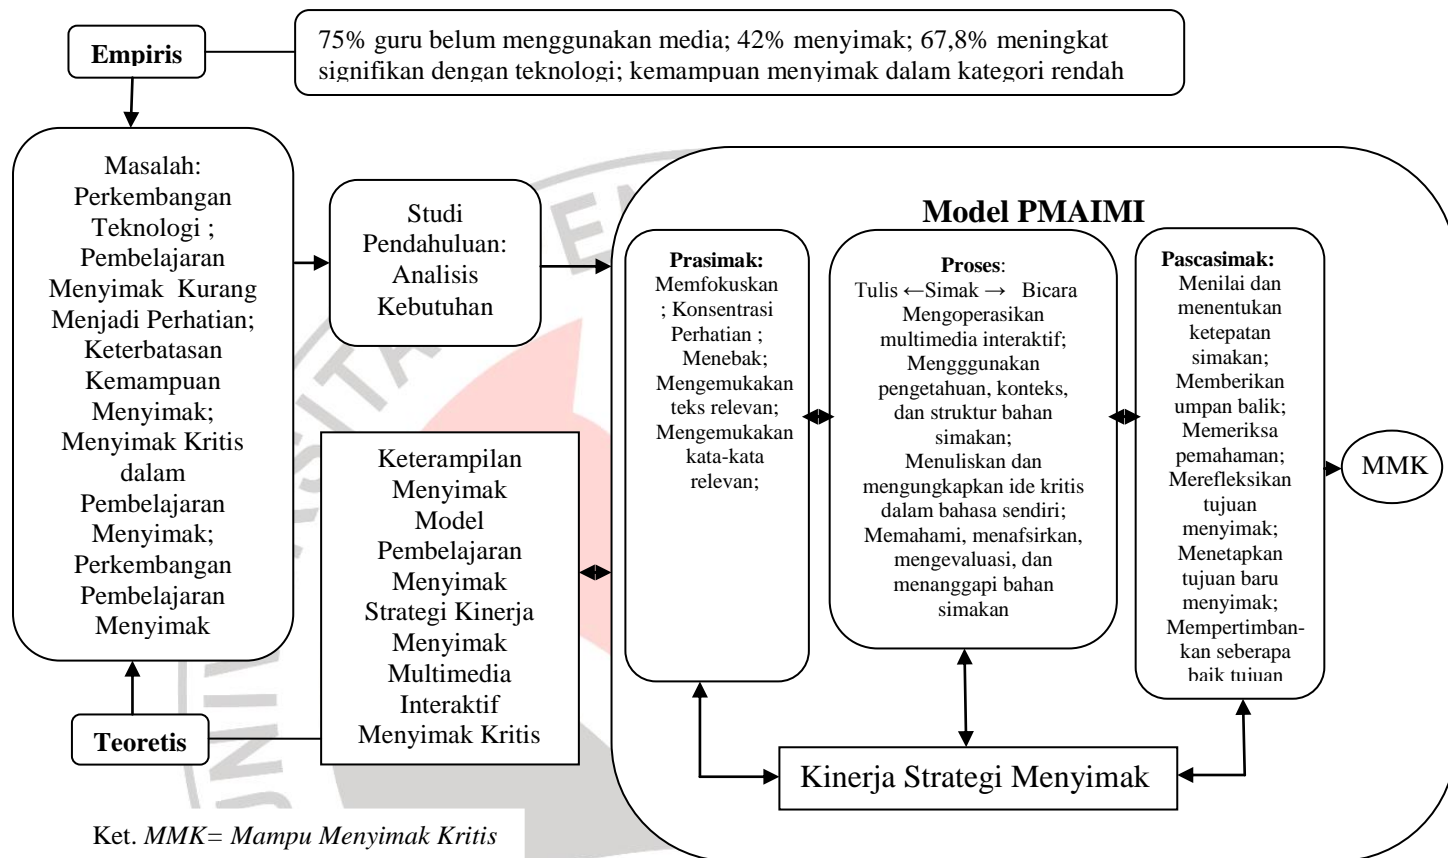 Empiris
75% guru belum menggunakan media; 42% menyimak; 67,8% meningkat
signifikan dengan teknologi; kemampuan menyimak dalam kategori rendah
Masalah:
Perkembangan
Teknologi ;
Pembelajaran
Menyimak Kurang
Menjadi Perhatian;
Keterbatasan
Kemampuan
Menyimak;
Menyimak Kritis
dalam
Pembelajaran
Menyimak;
Perkembangan
Pembelajaran
Menyimak
Teoretis
Studi
Pendahuluan:
Analisis
Kebutuhan
Keterampilan
Menyimak
Model
Pembelajaran
Menyimak
Strategi Kinerja
Menyimak
Multimedia
Interaktif
Menyimak Kritis
Model PMAIMI
Prasimak:
Memfokuskan
; Konsentrasi
Perhatian ;
Menebak;
Mengemukakan
teks relevan;
Mengemukakan
kata-kata
relevan;
Proses:
Tulis ←Simak → Bicara
Mengoperasikan
multimedia interaktif;
Mengggunakan
pengetahuan, konteks,
dan struktur bahan
simakan;
Menuliskan dan
mengungkapkan ide kritis
dalam bahasa sendiri;
Memahami, menafsirkan,
mengevaluasi, dan
menanggapi bahan
simakan
Pascasimak:
Menilai dan
menentukan
ketepatan
simakan;
Memberikan
umpan balik;
Memeriksa
pemahaman;
Merefleksikan
tujuan
menyimak;
Menetapkan
tujuan baru
menyimak;
Mempertimban-
kan seberapa
baik tujuan
MMK
Kinerja Strategi Menyimak
Ket. MMK= Mampu Menyimak Kritis